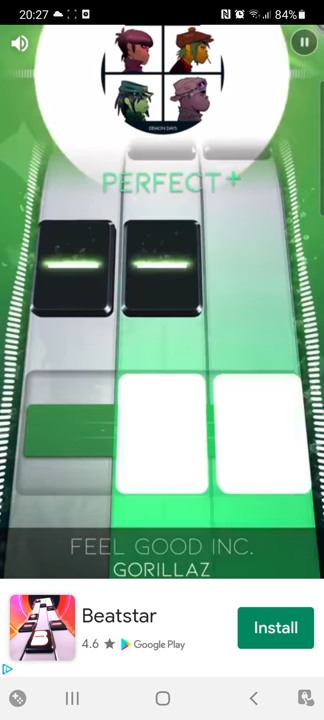 20:27
84%
DEMON DAYS
PERFECT+
FEEL GOOD INC.
GORILLAZ
Beatstar
4.6 ★ Google Play
Install